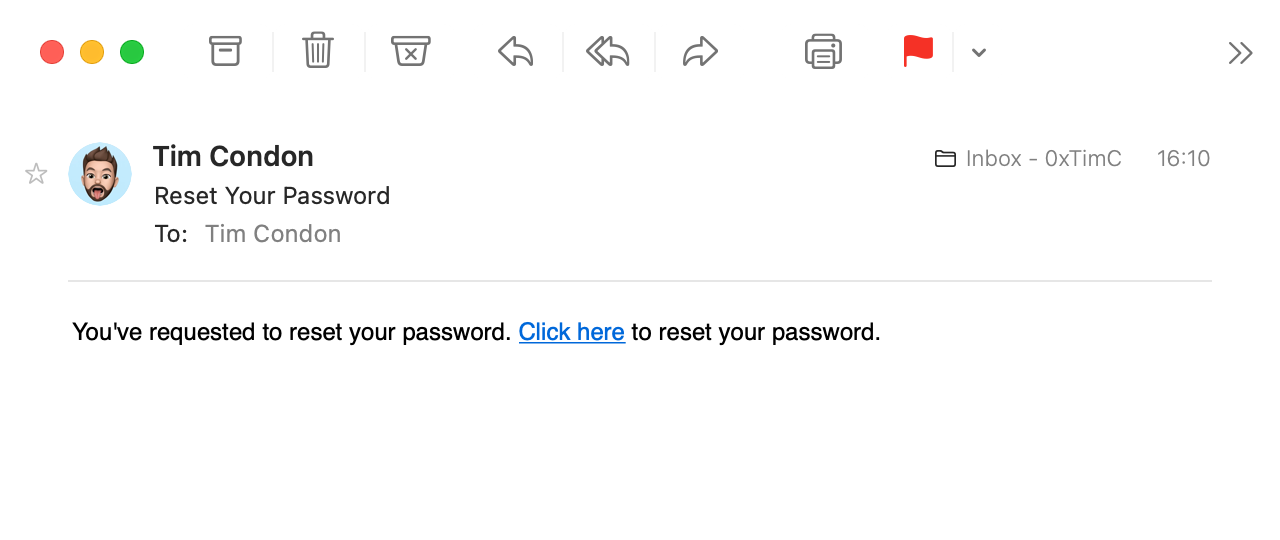 Tim Condon
Inbox - 0xTimC 16:10
Reset Your Password
To: Tim Condon
You've requested to reset your password. Click here to reset your password.